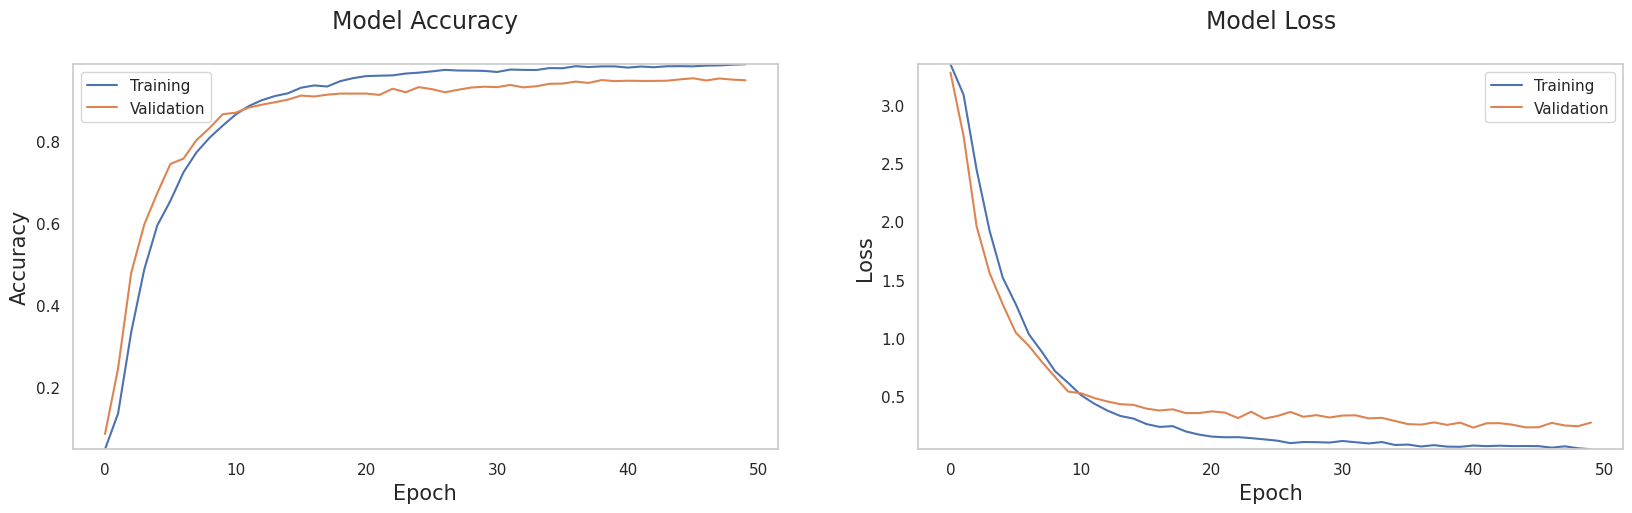 Model Accuracy
Training
Validation
0.8
0.6
0.4
0.2
Accuracy
0 10 20 30 40 50
Epoch
Model Loss
Training
Validation
3.0
2.5
2.0
1.5
1.0
0.5
Loss
0 10 20 30 40 50
Epoch